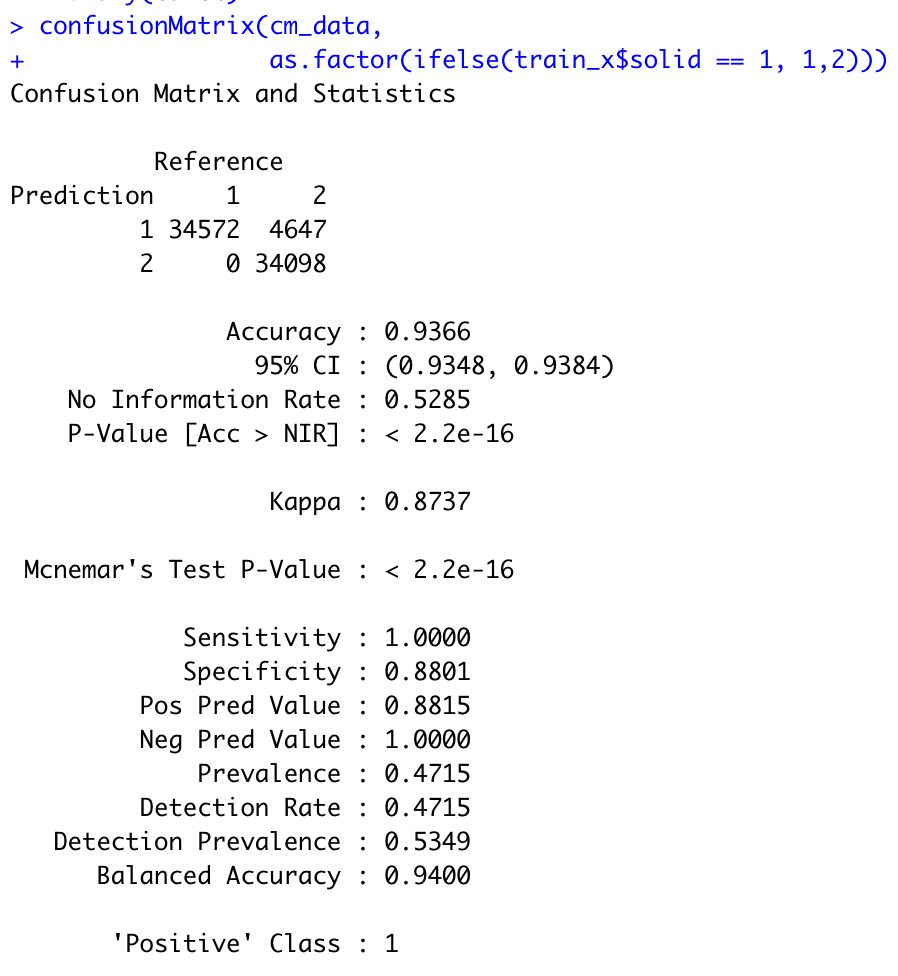 > confusionMatrix(cm_data,
+                 as.factor(ifelse(train_x$solid == 1, 1,2)))
Confusion Matrix and Statistics

          Reference
Prediction     1     2
         1 34572  4647
         2     0 34098

               Accuracy : 0.9366
                 95% CI : (0.9348, 0.9384)
    No Information Rate : 0.5285
    P-Value [Acc > NIR] : < 2.2e-16

                  Kappa : 0.8737

 Mcnemar's Test P-Value : < 2.2e-16

            Sensitivity : 1.0000
            Specificity : 0.8801
         Pos Pred Value : 0.8815
         Neg Pred Value : 1.0000
             Prevalence : 0.4715
         Detection Rate : 0.4715
   Detection Prevalence : 0.5349
      Balanced Accuracy : 0.9400

       'Positive' Class : 1